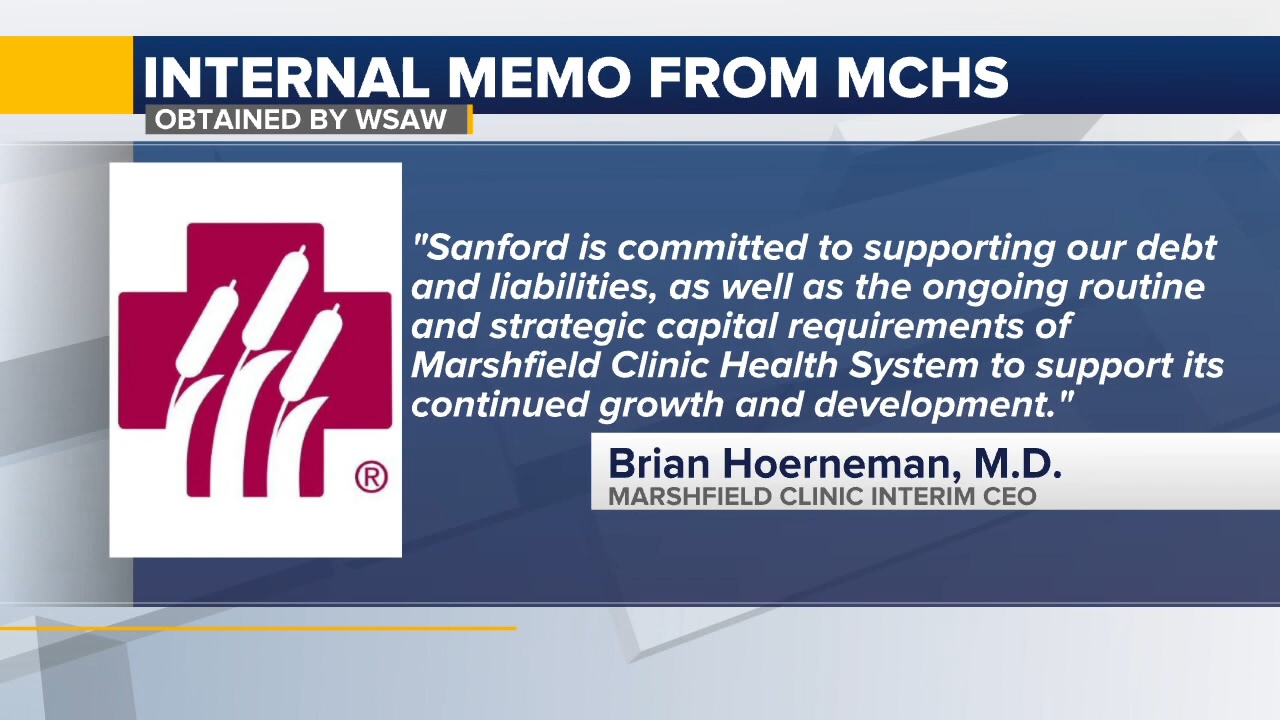 INTERNAL MEMO FROM MCHS
OBTAINED BY WSAW
"Sanford is committed to supporting our debt
and liabilities, as well as the ongoing routine
and strategic capital requirements of
Marshfield Clinic Health System to support its
continued growth and development."
®
Brian Hoerneman, M.D.
MARSHFIELD CLINIC INTERIM CEO